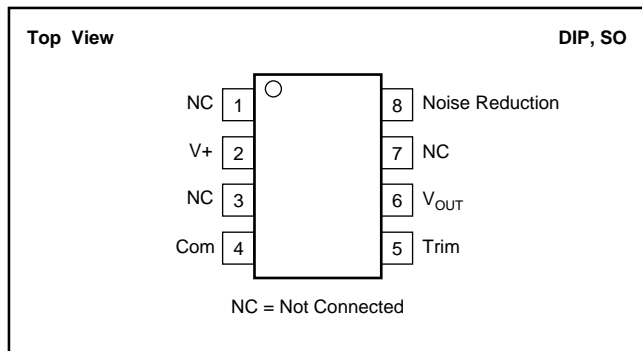 Top View DIP, SO
NC 1 8 Noise Reduction
V+ 2 7 NC
NC 3 6 VOUT
Com 4 5 Trim
NC = Not Connected